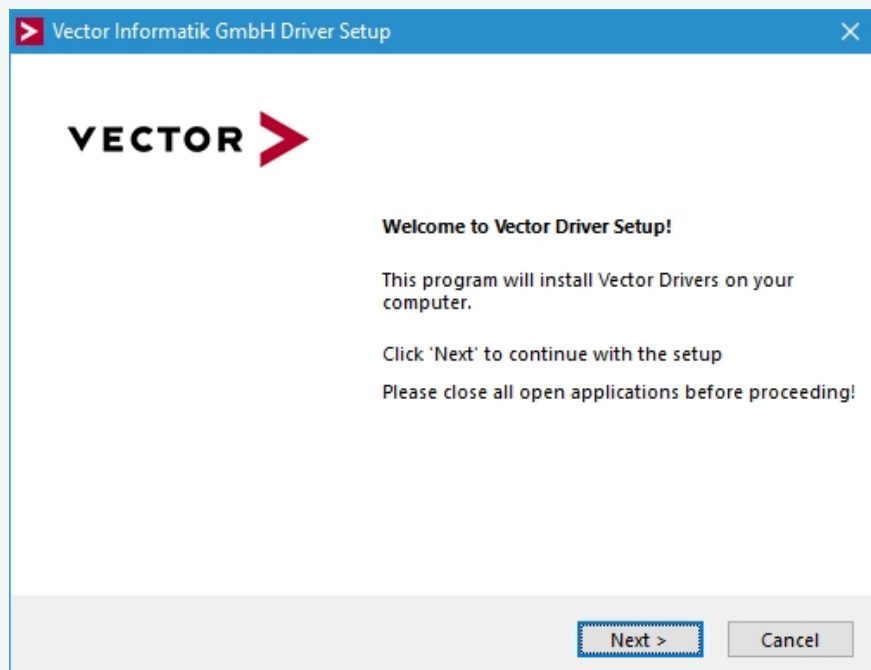 Vector Informatik GmbH Driver Setup
VECTOR
Welcome to Vector Driver Setup!
This program will install Vector Drivers on your
computer.
Click 'Next' to continue with the setup
Please close all open applications before proceeding!
Next >
Cancel